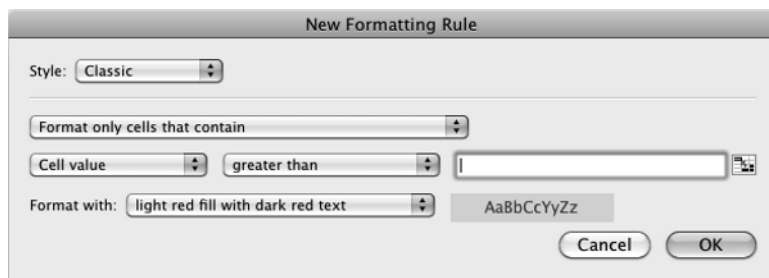 New Formatting Rule
Style: Classic
Format only cells that contain
Cell value greater than
Format with: light red fill with dark red text AaBbCcYyZz
Cancel OK